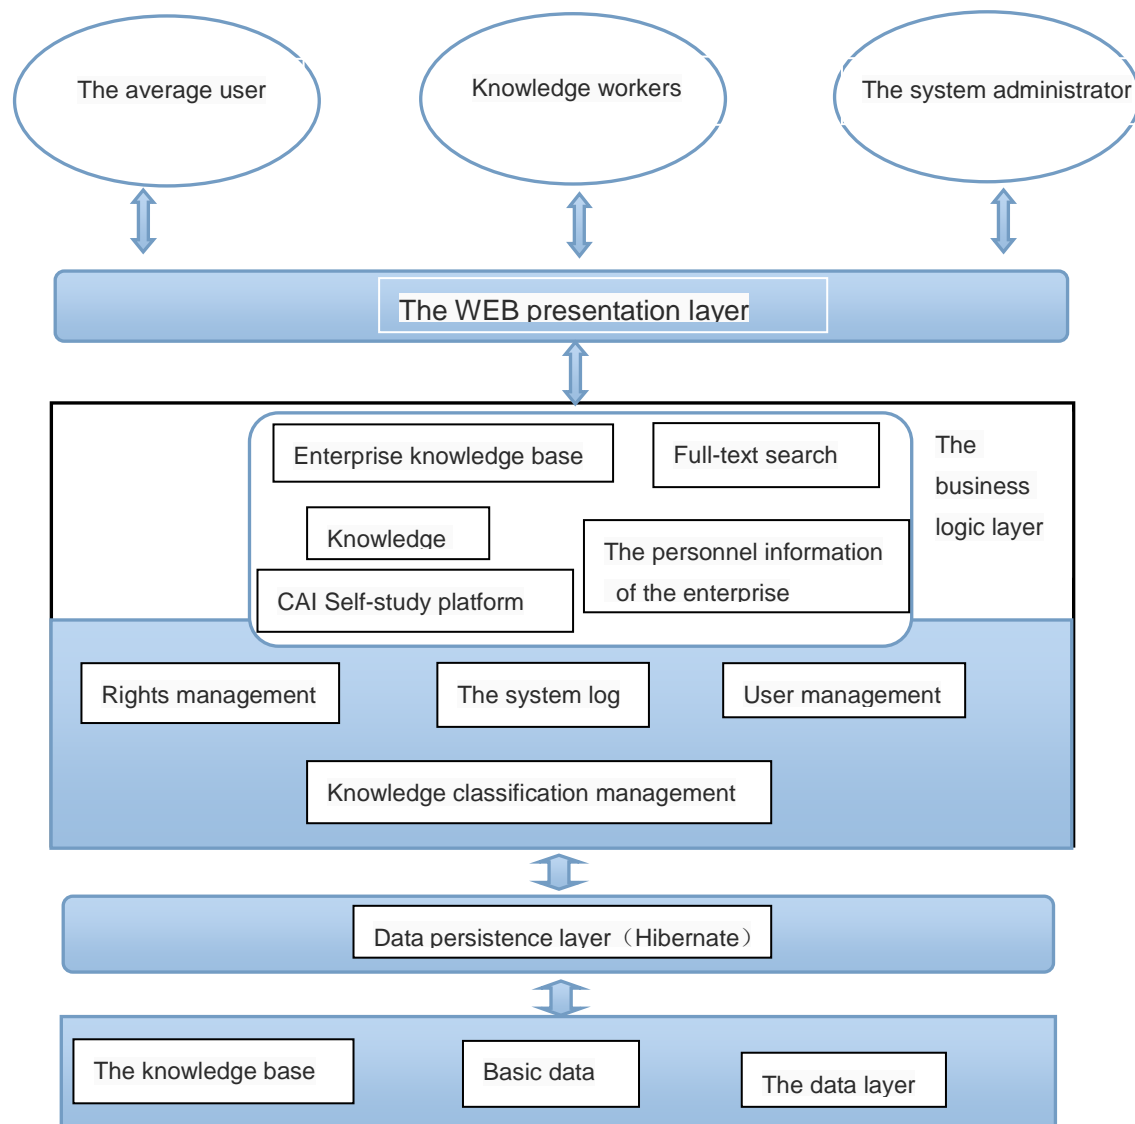 The average user
Knowledge workers
The system administrator
The WEB presentation layer
Enterprise knowledge base
Full-text search
The
business
logic layer
Knowledge
The personnel information
of the enterprise
CAI Self-study platform
Rights management
The system log
User management
Knowledge classification management
Data persistence layer（Hibernate）
The knowledge base
Basic data
The data layer